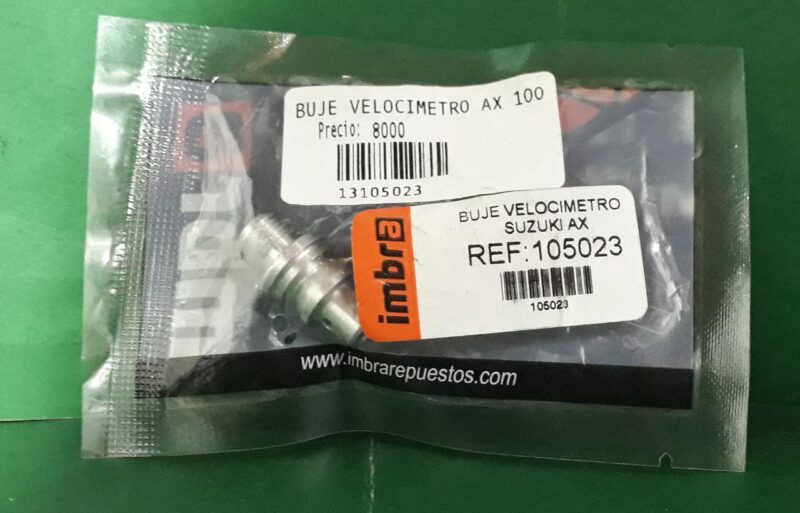 BUJE VELOCIMETRO AX 100
Precio: 8000
13105023
imbra
BUJE VELOCIMETRO
SUZUKI AX
REF:105023
105023
www.imbrarepuestos.com